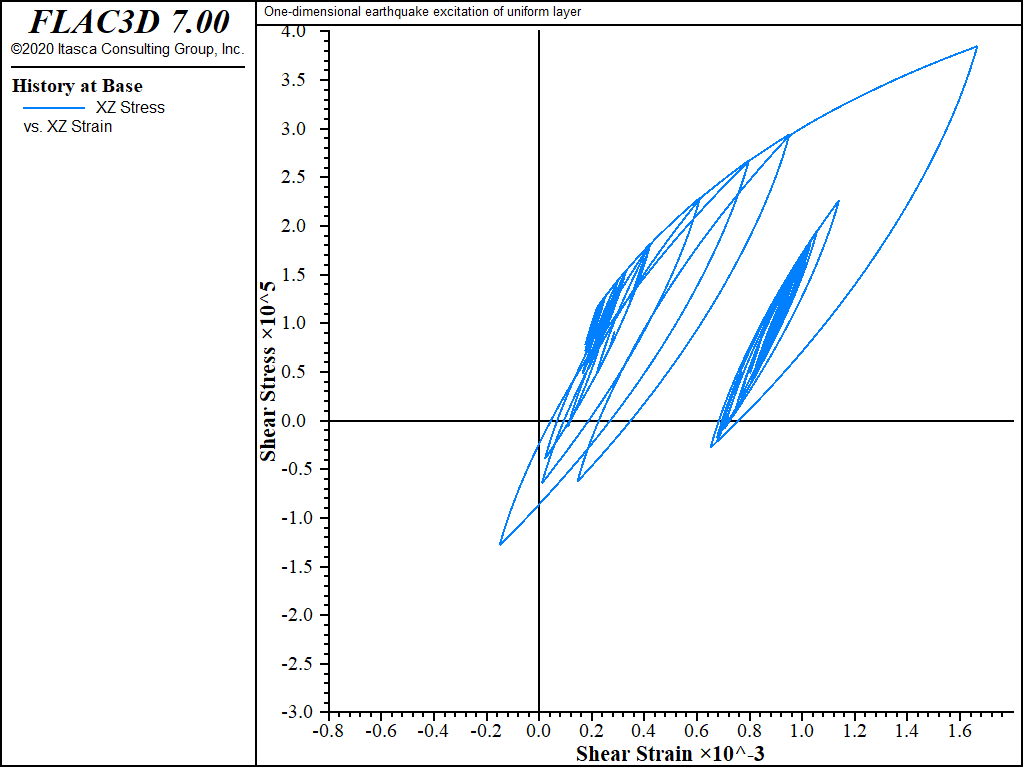 FLAC3D 7.00
©2020 Itasca Consulting Group, Inc.
History at Base
XZ Stress
vs. XZ Strain
One-dimensional earthquake excitation of uniform layer
4.0
3.5
3.0
2.5
2.0
1.5
1.0
0.5
0.0
-0.5
-1.0
-1.5
-2.0
-2.5
-3.0
Shear Stress ×10^5
-0.8 -0.6 -0.4 -0.2 0.0 0.2 0.4 0.6 0.8 1.0 1.2 1.4 1.6
Shear Strain ×10^-3